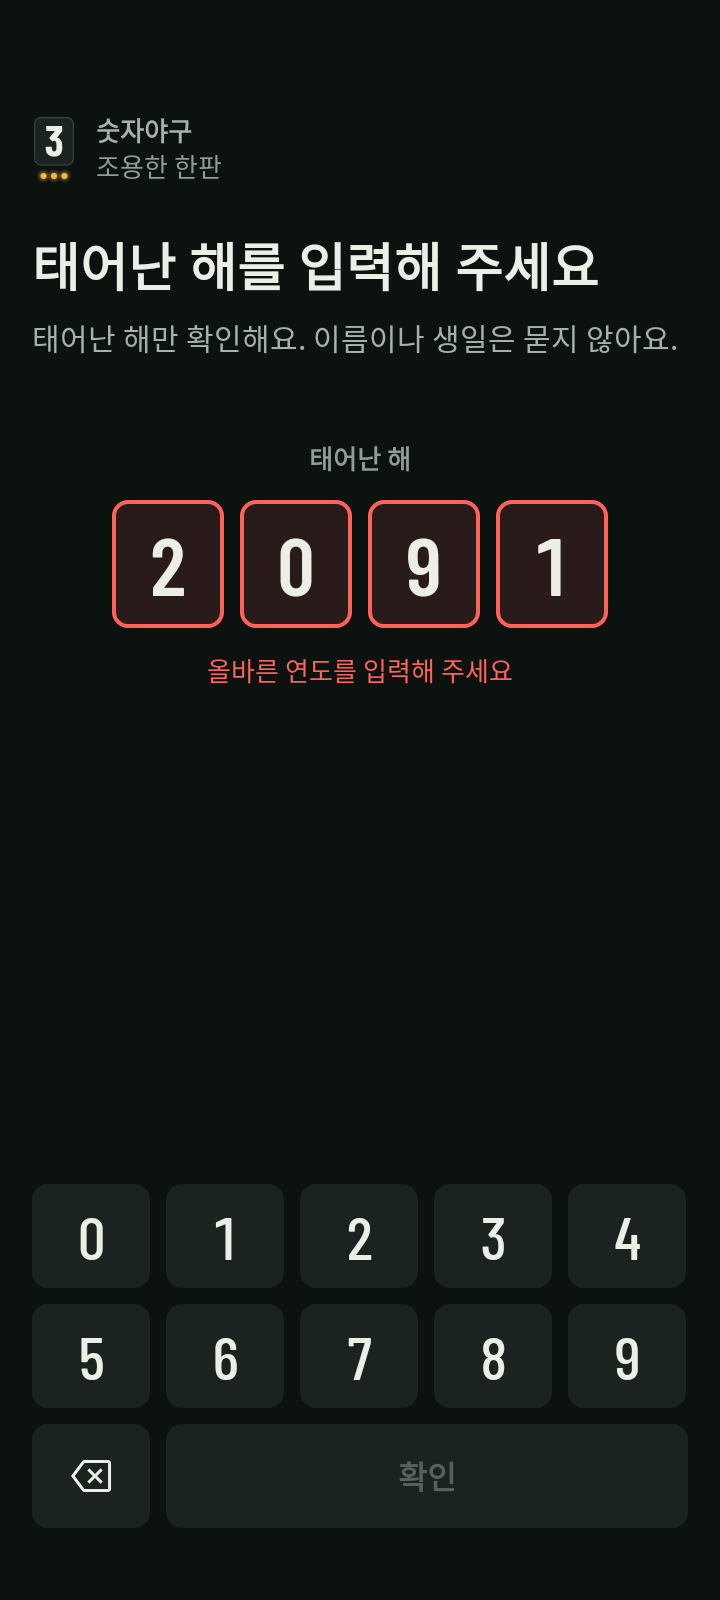 3
숫자야구
조용한 한판
태어난 해를 입력해 주세요
태어난 해만 확인해요. 이름이나 생일은 묻지 않아요.
태어난 해
2 0 9 1
올바른 연도를 입력해 주세요
0 1 2 3 4
5 6 7 8 9
확인